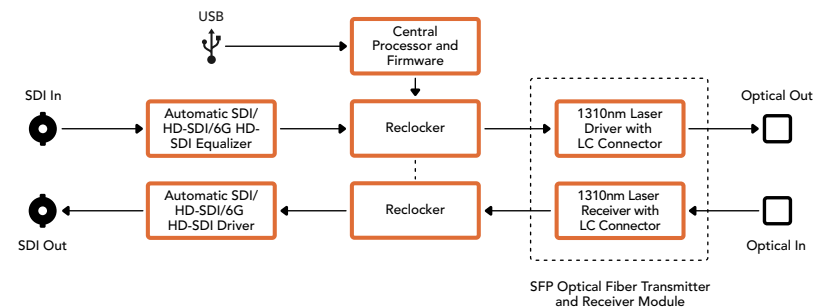 USB
Central
Processor and
Firmware
SDI In
Automatic SDI/
HD-SDI/6G HD-
SDI Equalizer
Reclocker
1310nm Laser
Driver with
LC Connector
Optical Out
SDI Out
Automatic SDI/
HD-SDI/6G
HD-SDI Driver
Reclocker
1310nm Laser
Receiver with
LC Connector
Optical In
SFP Optical Fiber Transmitter
and Receiver Module